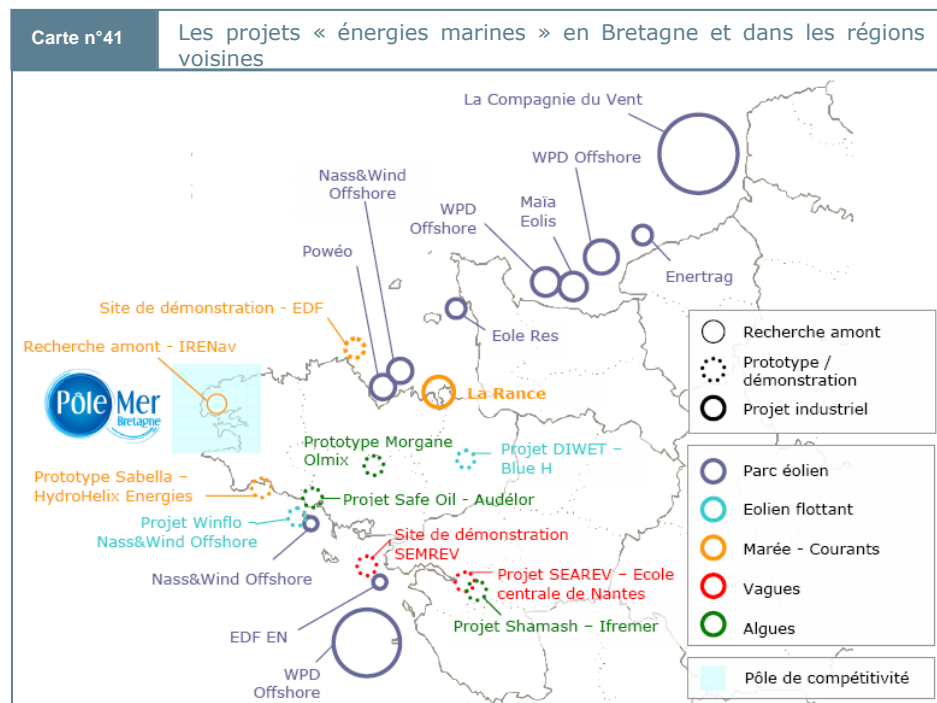 Carte n°41
Les projets « énergies marines » en Bretagne et dans les régions
voisines
La Compagnie du Vent
WPD Offshore
Nass&Wind
Offshore
Maïa
Eolis
WPD
Offshore
Powéo
Enertrag
Site de démonstration - EDF
Eole Res
Recherche amont - IRENav
Pôle Mer
Bretagne
La Rance
Prototype Morgane
Olmix
Projet DIWET –
Blue H
Prototype Sabella –
HydroHelix Energies
Projet Safe Oil - Audélor
Projet Winflo –
Nass&Wind Offshore
Site de démonstration
SEMREV
Nass&Wind Offshore
Projet SEAREV – Ecole
centrale de Nantes
Projet Shamash – Ifremer
EDF EN
WPD
Offshore
Recherche amont
Prototype /
démonstration
Projet industriel
Parc éolien
Eolien flottant
Marée - Courants
Vagues
Algues
Pôle de compétitivité